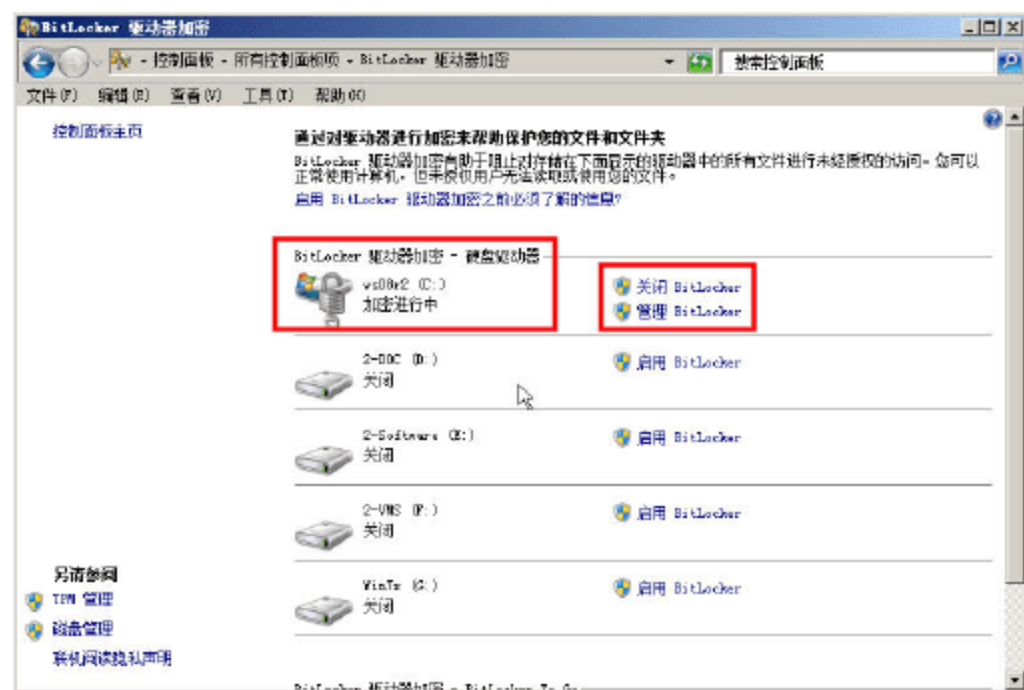 BitLocker 驱动器加密
控制面板 - 所有控制面板项 - BitLocker 驱动器加密
搜索控制面板
文件(F) 编辑(E) 查看(V) 工具(T) 帮助(H)
控制面板主页
通过对驱动器进行加密来帮助保护您的文件和文件夹
BitLocker 驱动器加密有助于阻止对存储在下面显示的驱动器中的所有文件进行未经授权的访问。您可以
正常使用计算机，但未授权用户无法读取或使用您的文件。
启用 BitLocker 驱动器加密之前必须了解的信息?
BitLocker 驱动器加密 - 硬盘驱动器
ws08r2 (C:)
加密进行中
关闭 BitLocker
管理 BitLocker
2-DOC (D:)
关闭
启用 BitLocker
2-Software (E:)
关闭
启用 BitLocker
2-VMS (F:)
关闭
启用 BitLocker
(G:)
关闭
启用 BitLocker
另请参阅
TPM 管理
磁盘管理
联机阅读隐私声明
BitLocker 驱动器加密 - BitLocker To Go